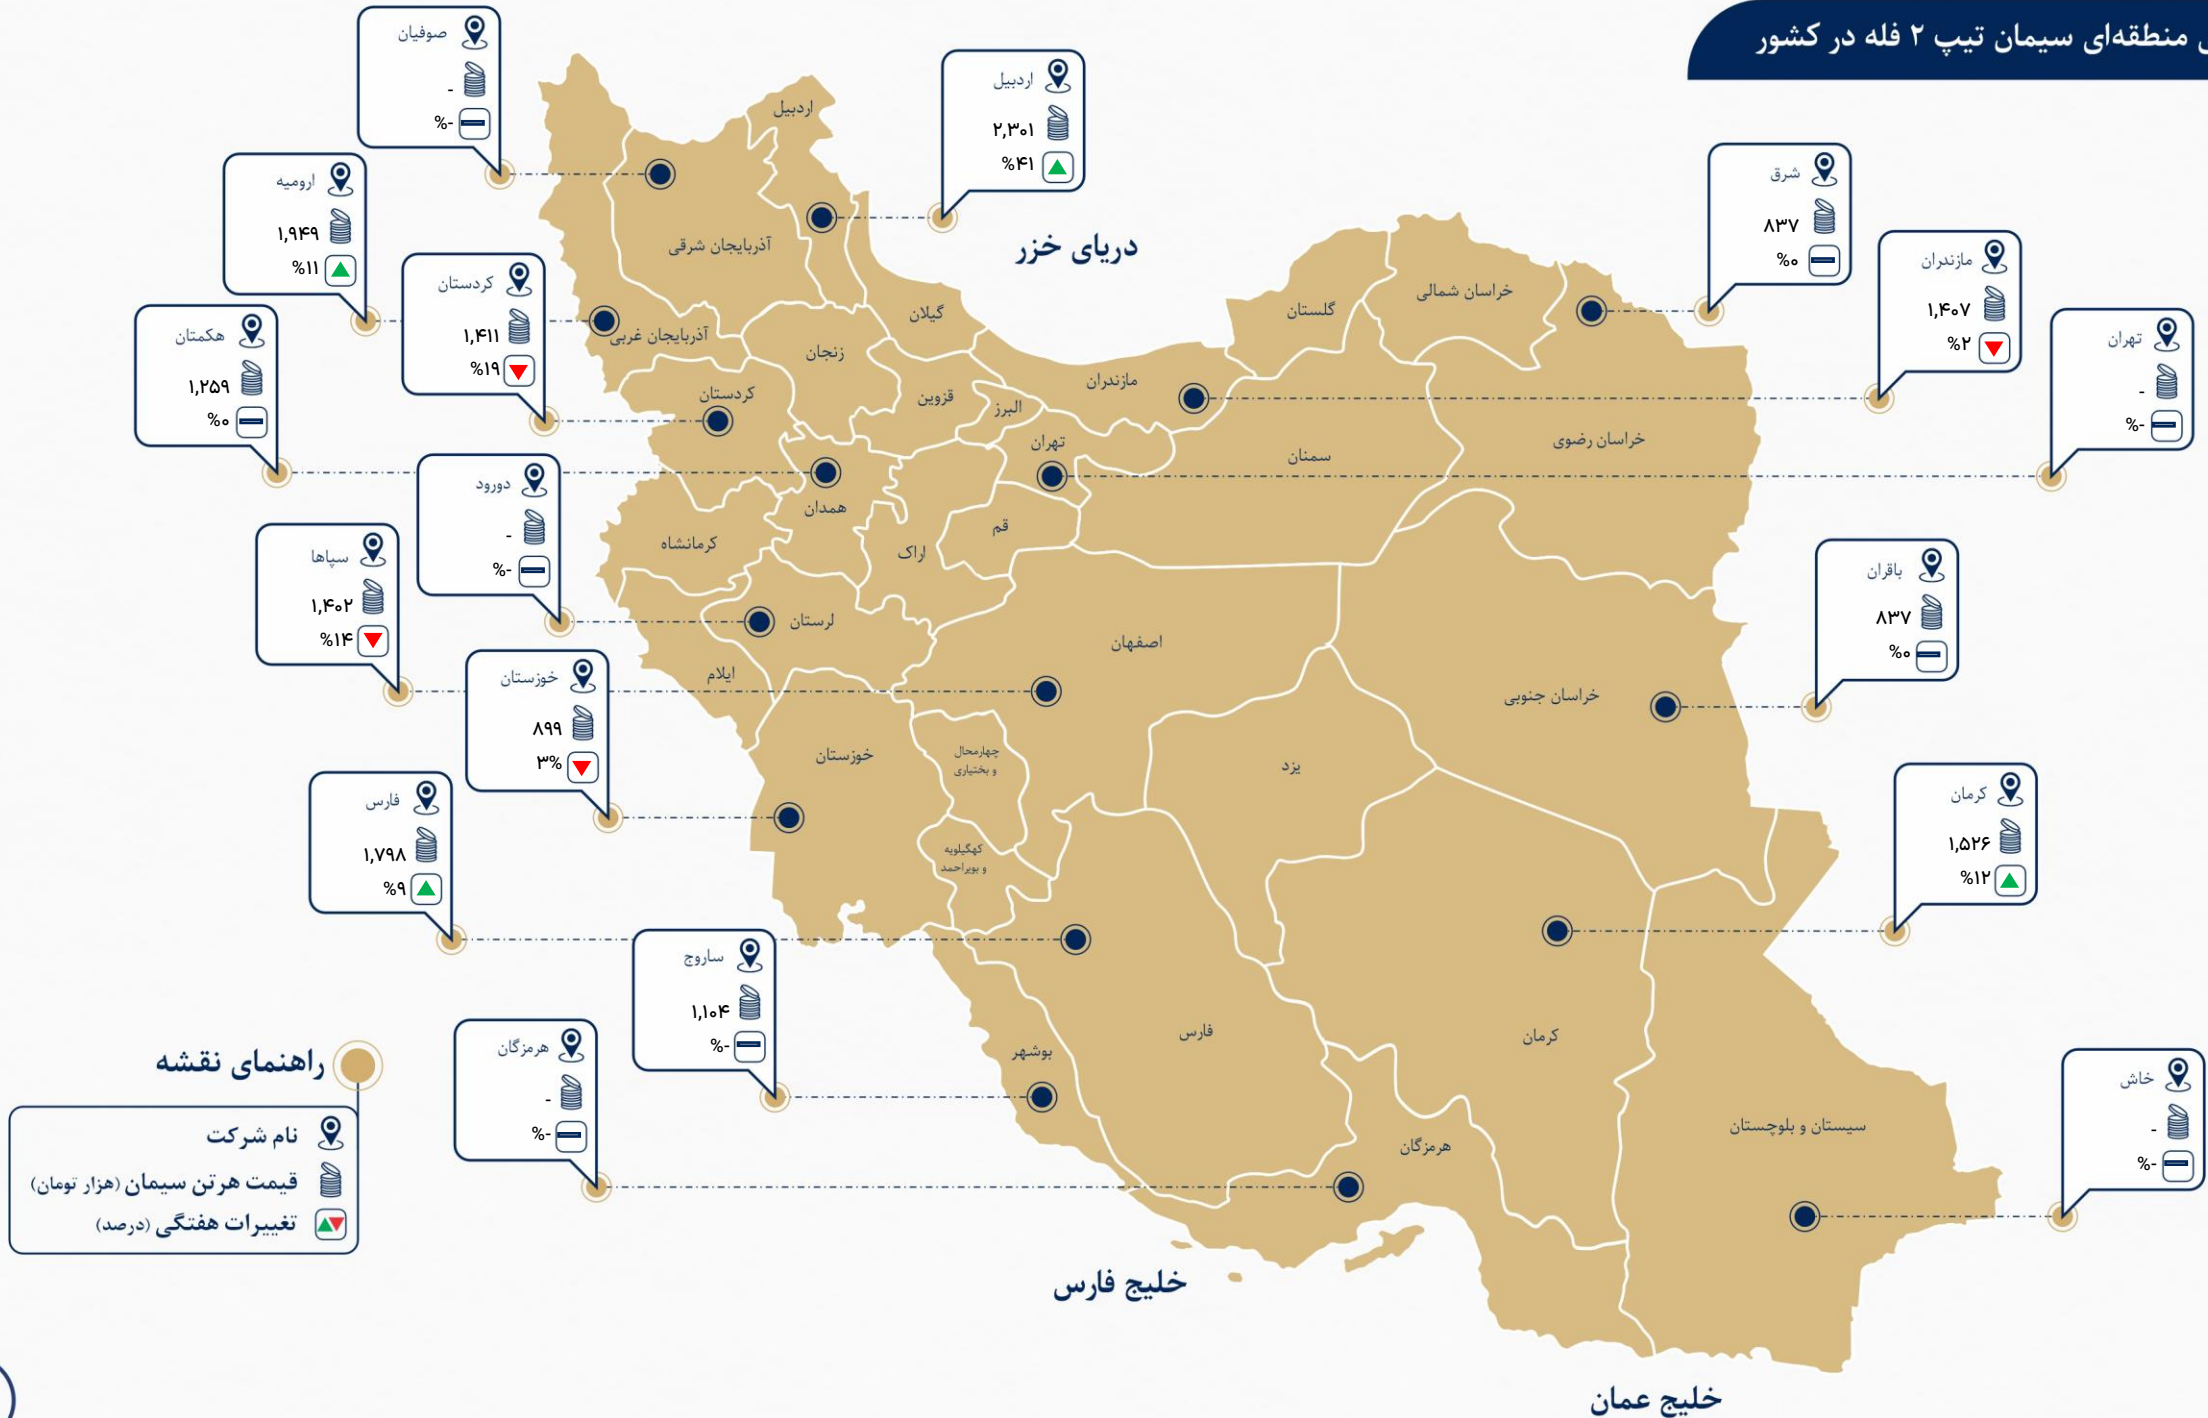 منطقه‌ای سیمان تیپ ۲ فله در کشور
صوفیان
-
%-
اردبیل
۲,۳۰۱
%۴۱
ارومیه
۱,۹۴۹
%۱۱
کردستان
۱,۴۱۱
%۱۹
هکمتان
۱,۲۵۹
%۰
دورود
-
%-
سپاها
۱,۴۰۲
%۱۴
خوزستان
۸۹۹
۳%
فارس
۱,۷۹۸
%۹
ساروج
۱,۱۰۴
%-
هرمزگان
-
%-
شرق
۸۳۷
%۰
مازندران
۱,۴۰۷
%۲
تهران
-
%-
باقران
۸۳۷
%۰
کرمان
۱,۵۲۶
%۱۲
خاش
-
%-
دریای خزر
اردبیل
آذربایجان شرقی
آذربایجان غربی
گیلان
زنجان
کردستان
قزوین
البرز
مازندران
گلستان
خراسان شمالی
خراسان رضوی
تهران
سمنان
همدان
قم
اراک
کرمانشاه
لرستان
ایلام
اصفهان
خراسان جنوبی
خوزستان
چهارمحال
و بختیاری
یزد
کهگیلویه
و بویراحمد
فارس
کرمان
بوشهر
هرمزگان
سیستان و بلوچستان
خلیج فارس
خلیج عمان
راهنمای نقشه
نام شرکت
قیمت هر تن سیمان (هزار تومان)
تغییرات هفتگی (درصد)